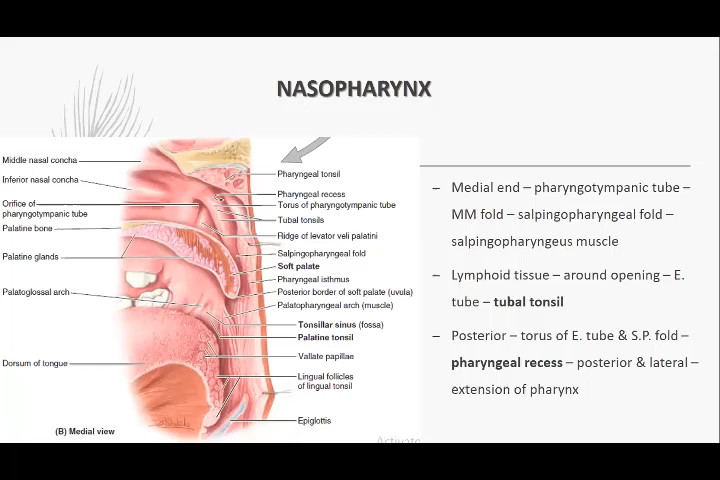 NASOPHARYNX
Middle nasal concha
Inferior nasal concha
Orifice of
pharyngotympanic tube
Palatine bone
Palatine glands
Palatoglossal arch
Dorsum of tongue
(B) Medial view
Pharyngeal tonsil
Pharyngeal recess
Torus of pharyngotympanic tube
Tubal tonsils
Ridge of levator veli palatini
Salpingopharyngeal fold
Soft palate
Pharyngeal isthmus
Posterior border of soft palate (uvula)
Palatopharyngeal arch (muscle)
Tonsillar sinus (fossa)
Palatine tonsil
Vallate papillae
Lingual follicles
of lingual tonsil
Epiglottis
– Medial end – pharyngotympanic tube –
MM fold – salpingopharyngeal fold –
salpingopharyngeus muscle
– Lymphoid tissue – around opening – E.
tube – tubal tonsil
– Posterior – torus of E. tube & S.P. fold –
pharyngeal recess – posterior & lateral –
extension of pharynx
Activate